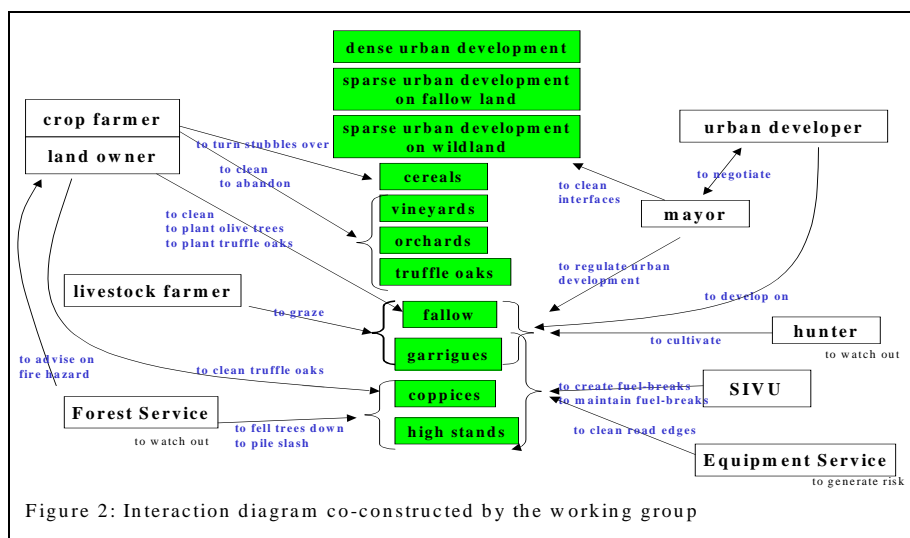 dense urban development
sparse urban development
on fallow land
sparse urban development
on wildland
crop farmer
land owner
urban developer
to turn stubbles over
to clean
to abandon
cereals
to clean
interfaces
to negotiate
mayor
to clean
to plant olive trees
to plant truffle oaks
vineyards
orchards
truffle oaks
to regulate urban
development
livestock farmer
to graze
fallow
to develop on
garrigues
to cultivate
hunter
to watch out
to advise on
fire hazard
to clean truffle oaks
coppices
to create fuel-breaks
to maintain fuel-breaks
SIVU
Forest Service
to watch out
to fell trees down
to pile slash
high stands
to clean road edges
Equipment Service
to generate risk
Figure 2: Interaction diagram co-constructed by the working group